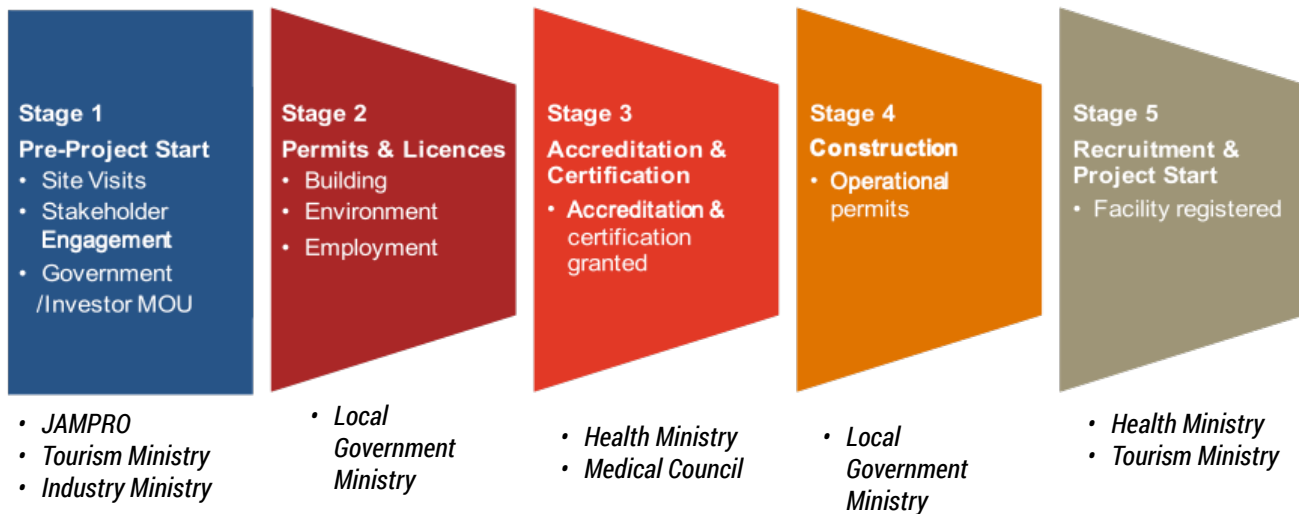 Stage 1
Pre-Project Start
• Site Visits
• Stakeholder
Engagement
• Government
/Investor MOU
• JAMPRO
• Tourism Ministry
• Industry Ministry
Stage 2
Permits & Licences
• Building
• Environment
• Employment
• Local
Government
Ministry
Stage 3
Accreditation &
Certification
• Accreditation &
certification
granted
• Health Ministry
• Medical Council
Stage 4
Construction
• Operational
permits
• Local
Government
Ministry
Stage 5
Recruitment &
Project Start
• Facility registered
• Health Ministry
• Tourism Ministry